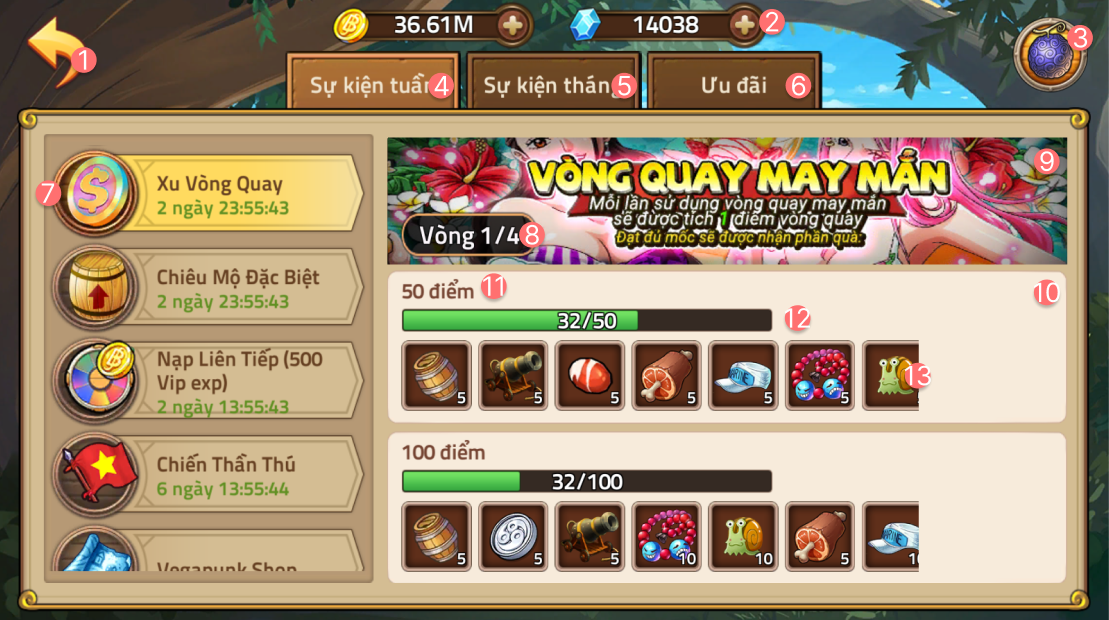 36.61M
14038
2
3
1
Sự kiện tuần 4
Sự kiện tháng 5
Ưu đãi 6
7
Xu Vòng Quay
2 ngày 23:55:43
Chiêu Mộ Đặc Biệt
2 ngày 23:55:43
Nạp Liên Tiếp (500
Vip exp)
2 ngày 13:55:43
Chiến Thần Thú
6 ngày 13:55:44
Vegapunk Shop
VÒNG QUAY MAY MẮN
9
Mỗi lần sử dụng vòng quay may mắn
sẽ được tích 1 điểm vòng quay
Đạt đủ mốc sẽ được nhận phần quà:
Vòng 1/4 8
50 điểm 11
10
32/50
12
5 5 5 5 5 5
13
100 điểm
32/100
5 5 5 10 10 5 10